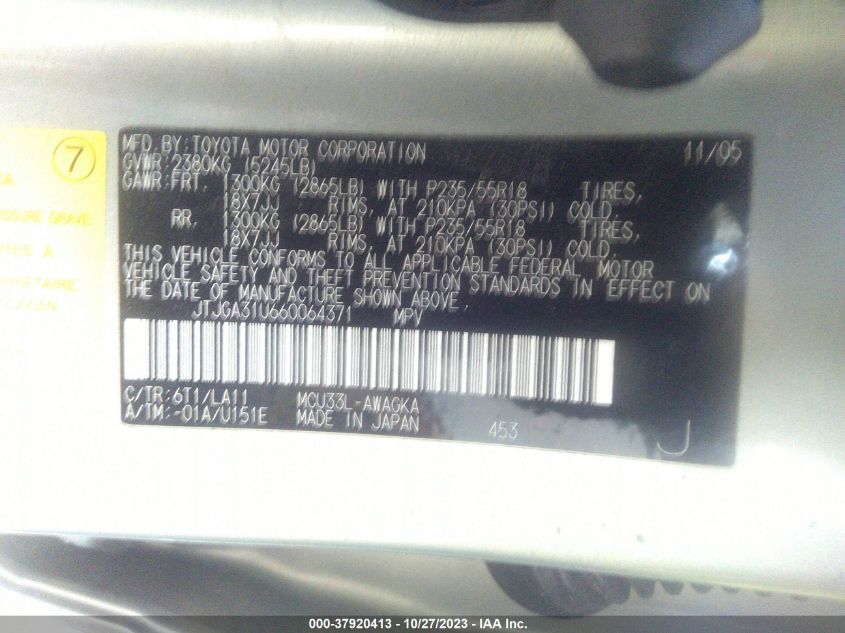 7
EA.
ESSURE GRAVE
MFD.BY:TOYOTA MOTOR CORPORATION 11/05
GVWR:2380KG (5245LB)
GAWR:FRT, 1300KG (2865LB) WITH P235/55R18 TIRES,
18X7JJ RIMS, AT 210KPA (30PSI) COLD.
RR, 1300KG (2865LB) WITH P235/55R18 TIRES,
18X7JJ RIMS, AT 210KPA (30PSI) COLD.
THIS VEHICLE CONFORMS TO ALL APPLICABLE FEDERAL MOTOR
VEHICLE SAFETY AND THEFT PREVENTION STANDARDS IN EFFECT ON
THE DATE OF MANUFACTURE SHOWN ABOVE.
JTJGA31U660064371 MPV
C/TR:6T1/LA11 MCU33L-AWAGKA
A/TM:-01A/U151E MADE IN JAPAN
453 J
000-37920413 - 10/27/2023 - IAA Inc.